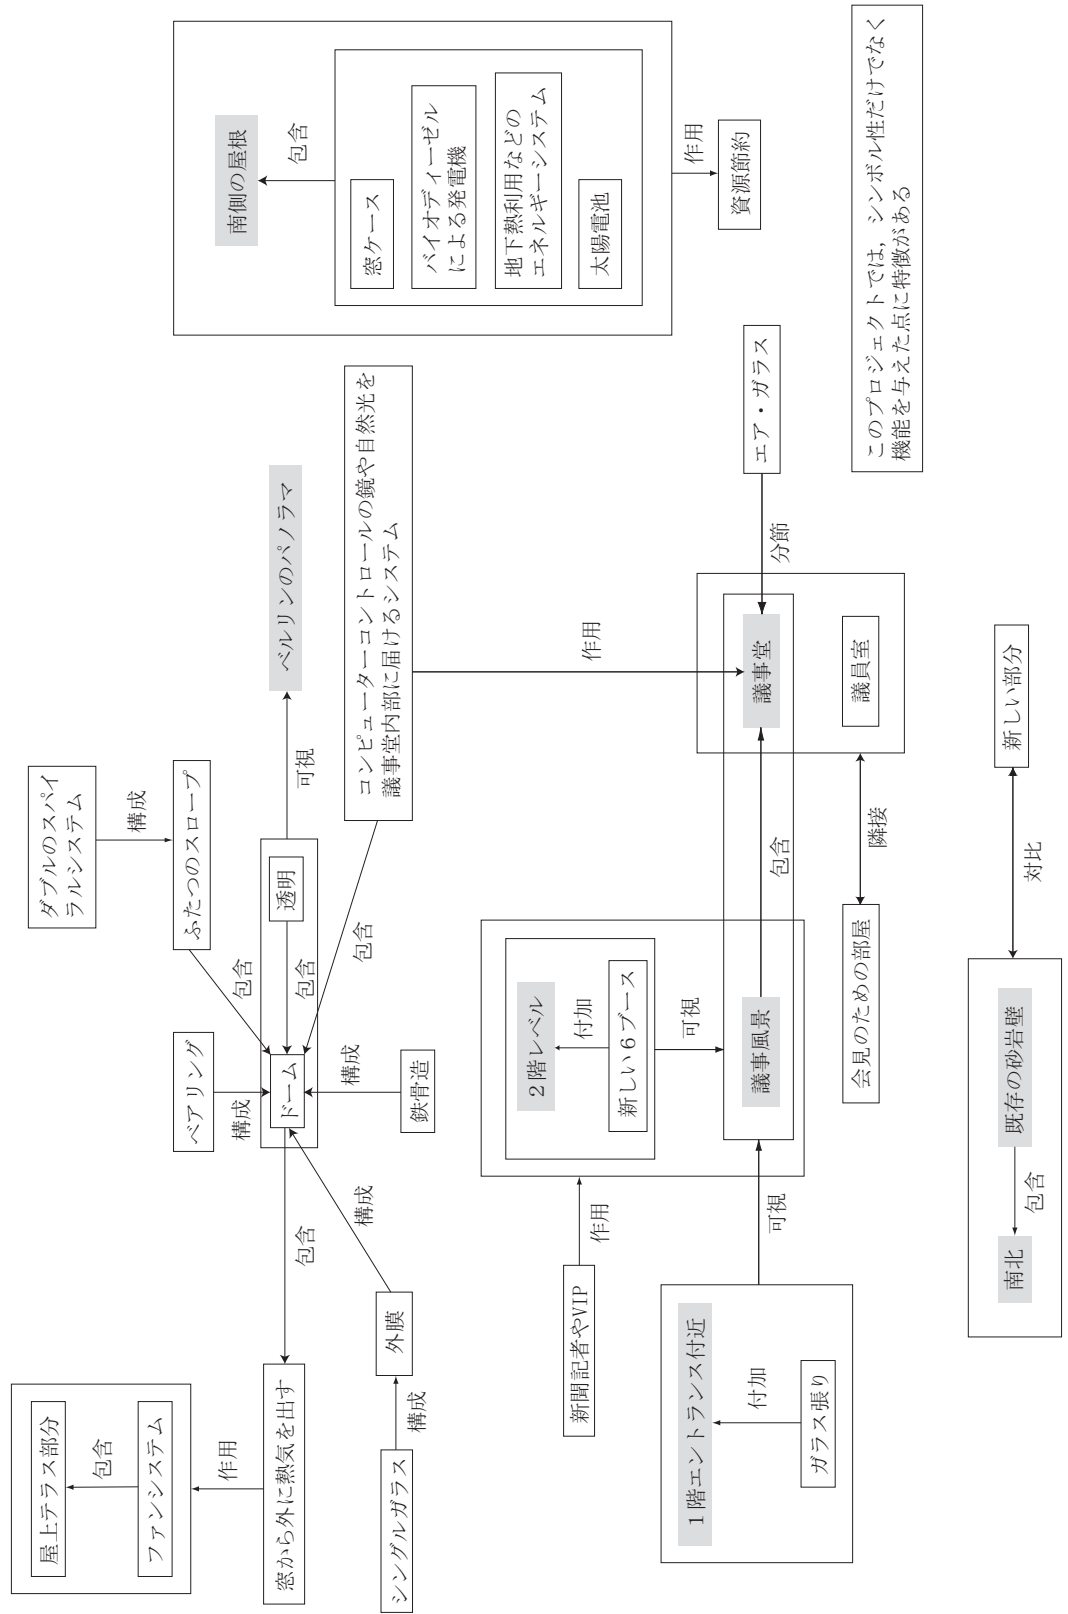 屋上テラス部分
包含
ファンシステム
作用
窓から外に熱気を出す
包含
シングルガラス
構成
外膜
構成
ダブルのスパイ
ラルシステム
構成
ふたつのスロープ
包含
ベアリング
構成
ドーム
包含
透明
可視
ベルリンのパノラマ
構成
鉄骨造
包含
コンピューターコントロールの鏡や自然光を
議事堂内部に届けるシステム
作用
南側の屋根
包含
窓ケース
バイオディーゼル
による発電機
地下熱利用などの
エネルギーシステム
太陽電池
作用
資源節約
新聞記者やVIP
作用
2階レベル
付加
新しい6ブース
可視
議事風景
包含
議事堂
分節
エア・ガラス
議員室
隣接
会見のための部屋
1階エントランス付近
付加
ガラス張り
可視
南北
包含
既存の砂岩壁
対比
新しい部分
このプロジェクトでは，シンボル性だけでなく
機能を与えた点に特徴がある